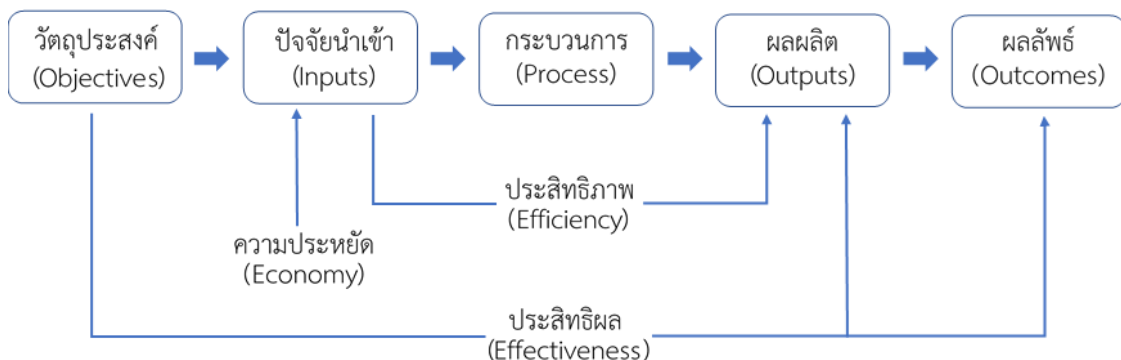 วัตถุประสงค์
(Objectives)
ปัจจัยนำเข้า
(Inputs)
กระบวนการ
(Process)
ผลผลิต
(Outputs)
ผลลัพธ์
(Outcomes)
ประสิทธิภาพ
(Efficiency)
ความประหยัด
(Economy)
ประสิทธิผล
(Effectiveness)